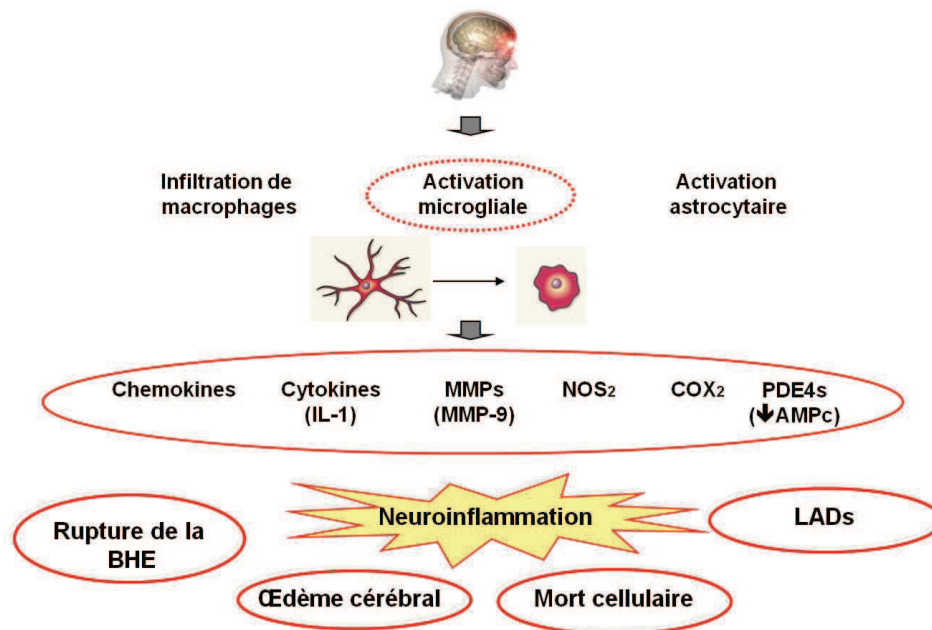 Infiltration de
macrophages
Activation
microgliale
Activation
astrocytaire
Chemokines
Cytokines
(IL-1)
MMPs
(MMP-9)
NOS2
COX2
PDE4s
(🡻AMPc)
Rupture de la
BHE
Neuroinflammation
LADs
Œdème cérébral
Mort cellulaire